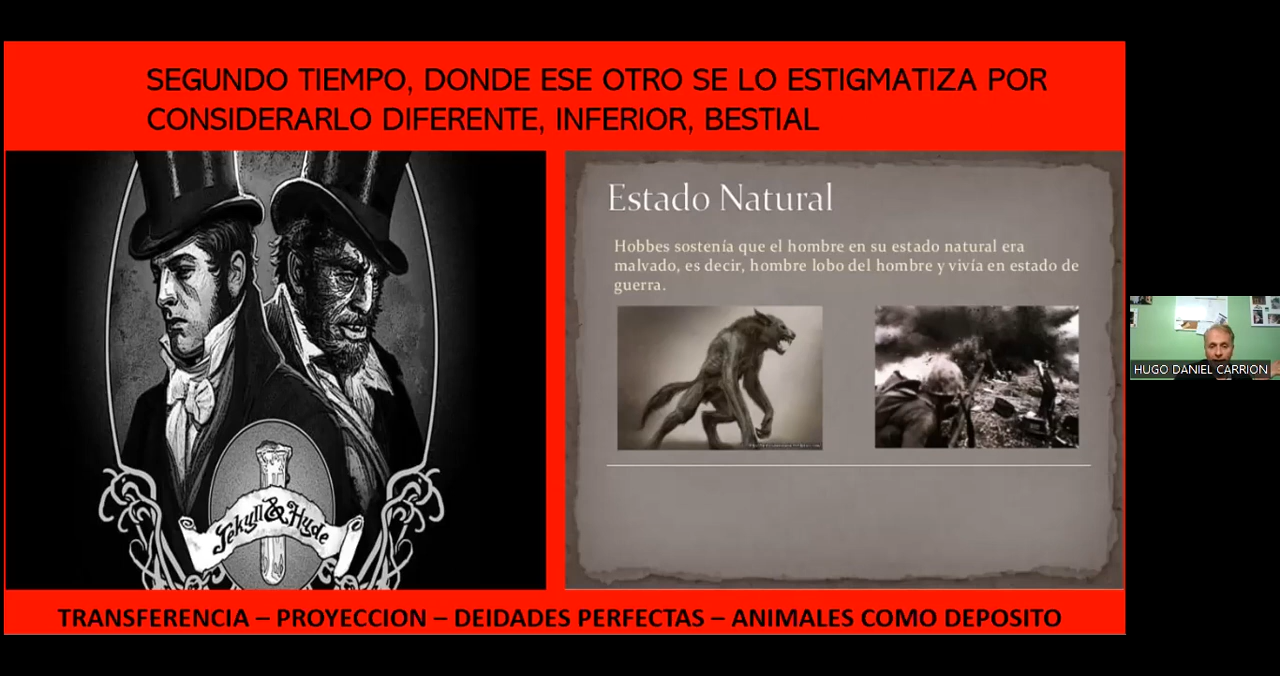 SEGUNDO TIEMPO, DONDE ESE OTRO SE LO ESTIGMATIZA POR
CONSIDERARLO DIFERENTE, INFERIOR, BESTIAL
Jekyll & Hyde
Estado Natural
Hobbes sostenía que el hombre en su estado natural era
malvado, es decir, hombre lobo del hombre y vivía en estado de
guerra.
HUGO DANIEL CARRION
TRANSFERENCIA – PROYECCION – DEIDADES PERFECTAS – ANIMALES COMO DEPOSITO